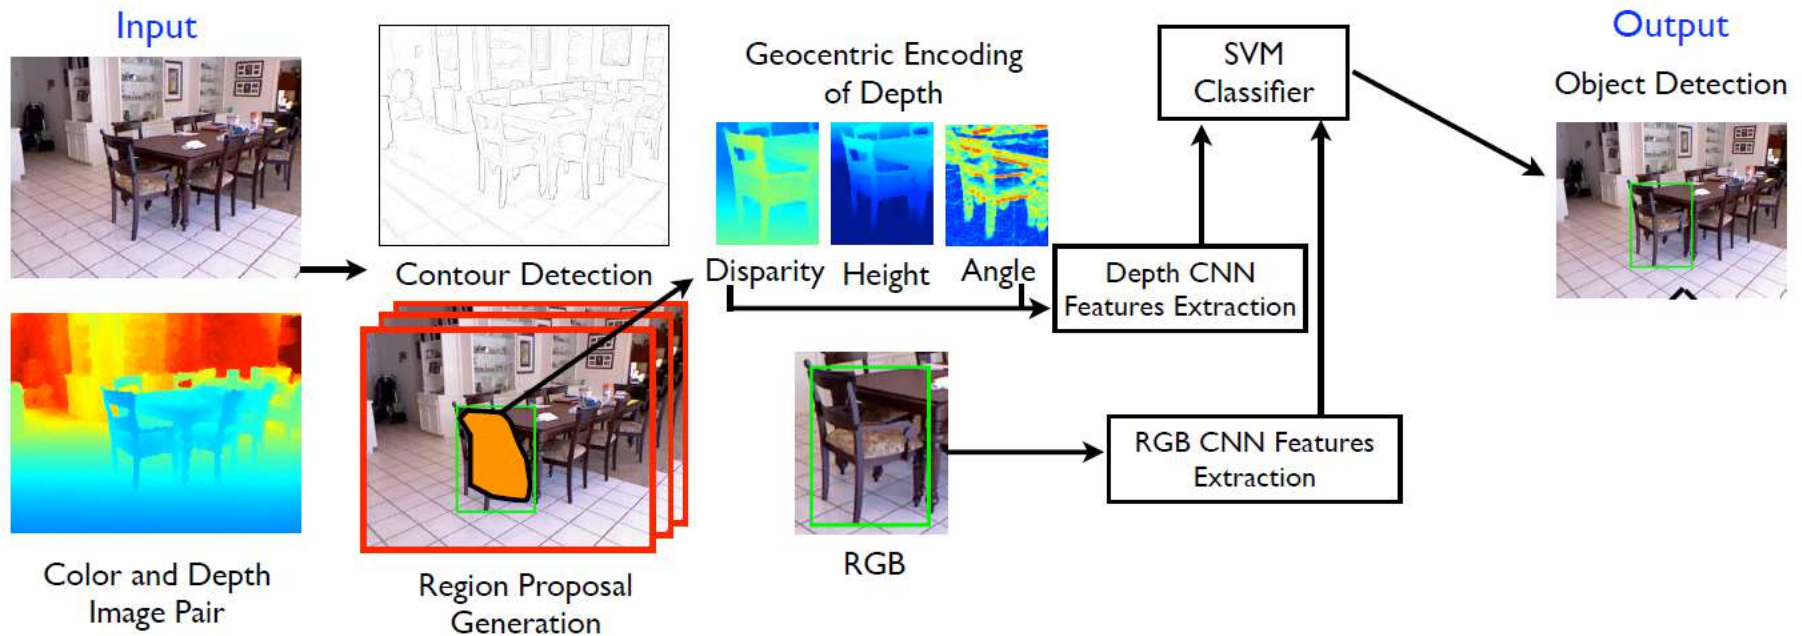 Input
Color and Depth
Image Pair
Contour Detection
Region Proposal
Generation
Geocentric Encoding
of Depth
Disparity
Height
Angle
Depth CNN
Features Extraction
RGB
RGB CNN Features
Extraction
SVM
Classifier
Output
Object Detection